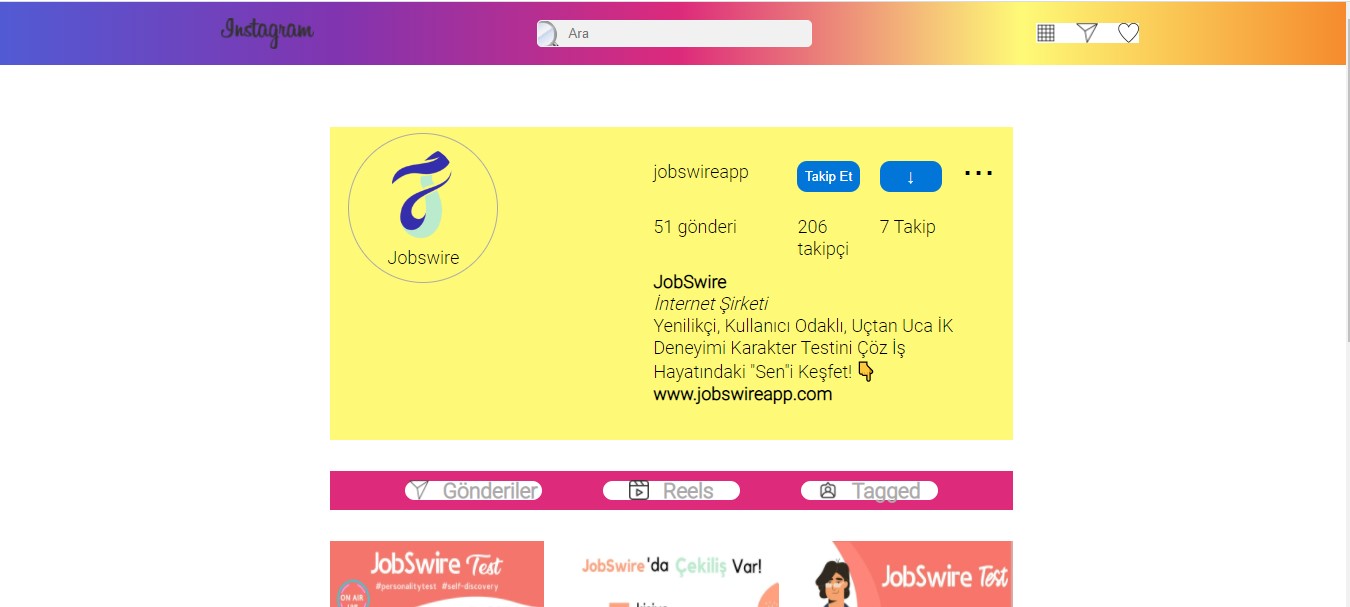 Instagram
Ara
Jobswire
jobswireapp
Takip Et
↓
...
51 gönderi
206 takipçi
7 Takip
JobSwire
İnternet Şirketi
Yenilikçi, Kullanıcı Odaklı, Uçtan Uca İK
Deneyimi Karakter Testini Çöz İş
Hayatındaki "Sen"i Keşfet! 👇
www.jobswireapp.com
Gönderiler
Reels
Tagged
JobSwire Test
#personalitytest #self-discovery
ON AIR
JobSwire'da Çekiliş Var!
JobSwire Test